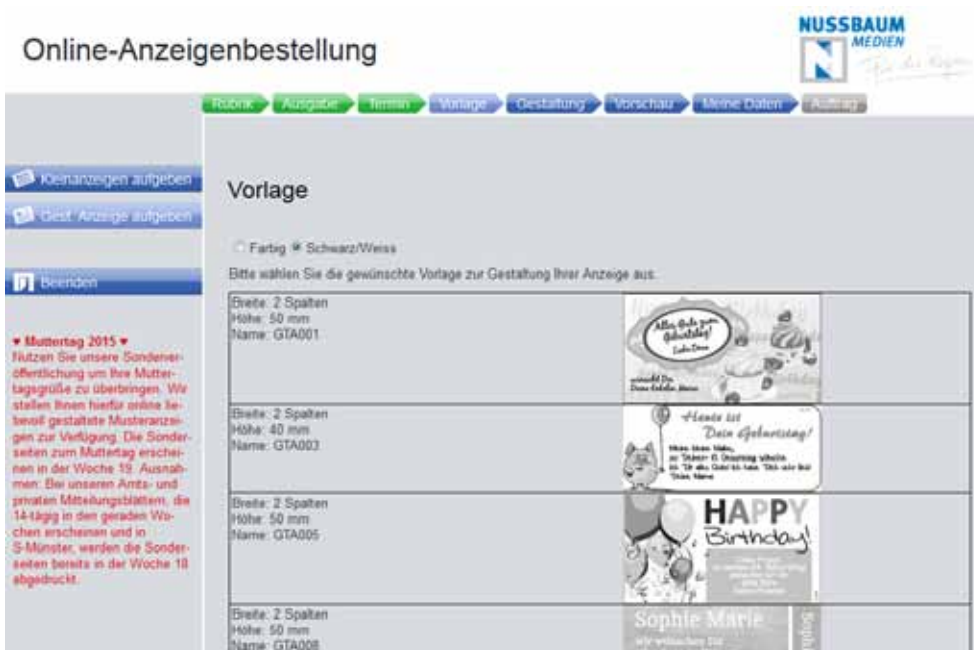 Online-Anzeigenbestellung
NUSSBAUM
MEDIEN
Rubrik
Ausgabe
Termin
Vorlage
Gestaltung
Vorschau
Meine Daten
Auftrag
Kleinanzeigen aufgeben
Gest. Anzeige aufgeben
Beenden
♥ Muttertag 2015 ♥
Nutzen Sie unsere Sonderver-
öffentlichung um Ihre Mutter-
tagsgrüße zu überbringen. Wir
stellen Ihnen hierfür online lie-
bevoll gestaltete Musteranzei-
gen zur Verfügung. Die Sonder-
seiten zum Muttertag erschei-
nen in der Woche 19. Ausnah-
men: Bei unseren Amts- und
privaten Mitteilungsblättern, die
14-tägig in den geraden Wo-
chen erscheinen und in
S-Münster, werden die Sonder-
seiten bereits in der Woche 18
abgedruckt.
Vorlage
Farbig Schwarz/Weiss
Bitte wählen Sie die gewünschte Vorlage zur Gestaltung Ihrer Anzeige aus.
Breite: 2 Spalten
Höhe: 50 mm
Name: GTA001
Alles Gute zum
Geburtstag!
Breite: 2 Spalten
Höhe: 40 mm
Name: GTA003
Heute ist
Dein Geburtstag!
Breite: 2 Spalten
Höhe: 50 mm
Name: GTA005
HAPPY
Birthday!
Breite: 2 Spalten
Höhe: 50 mm
Name: GTA008
Sophie Marie
wir wünschen Dir